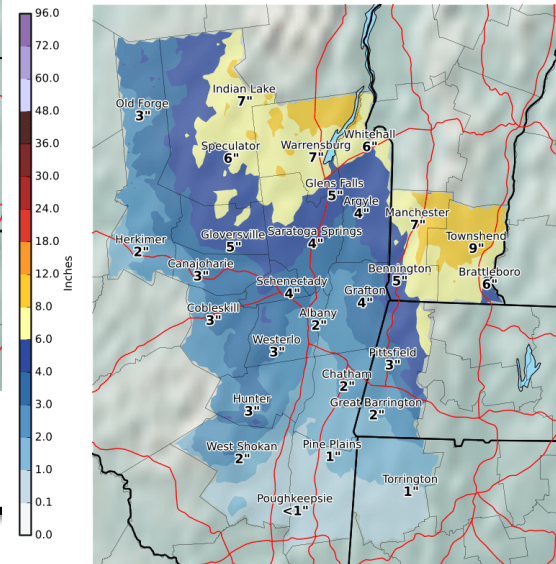 96.0
72.0
60.0
48.0
36.0
30.0
24.0
18.0
12.0
8.0
6.0
4.0
3.0
2.0
1.0
0.1
0.0
Inches
Indian Lake
7"
Old Forge
3"
Whitehall
6"
Speculator
6"
Warrensburg
7"
Glens Falls
5"
Argyle
4"
Manchester
7"
Saratoga Springs
4"
Gloversville
5"
Townshend
9"
Herkimer
2"
Canajoharie
3"
Bennington
5"
Brattleboro
6"
Schenectady
4"
Grafton
4"
Cobleskill
3"
Albany
2"
Westerlo
3"
Pittsfield
3"
Chatham
2"
Hunter
3"
Great Barrington
2"
West Shokan
2"
Pine Plains
1"
Torrington
1"
Poughkeepsie
<1"